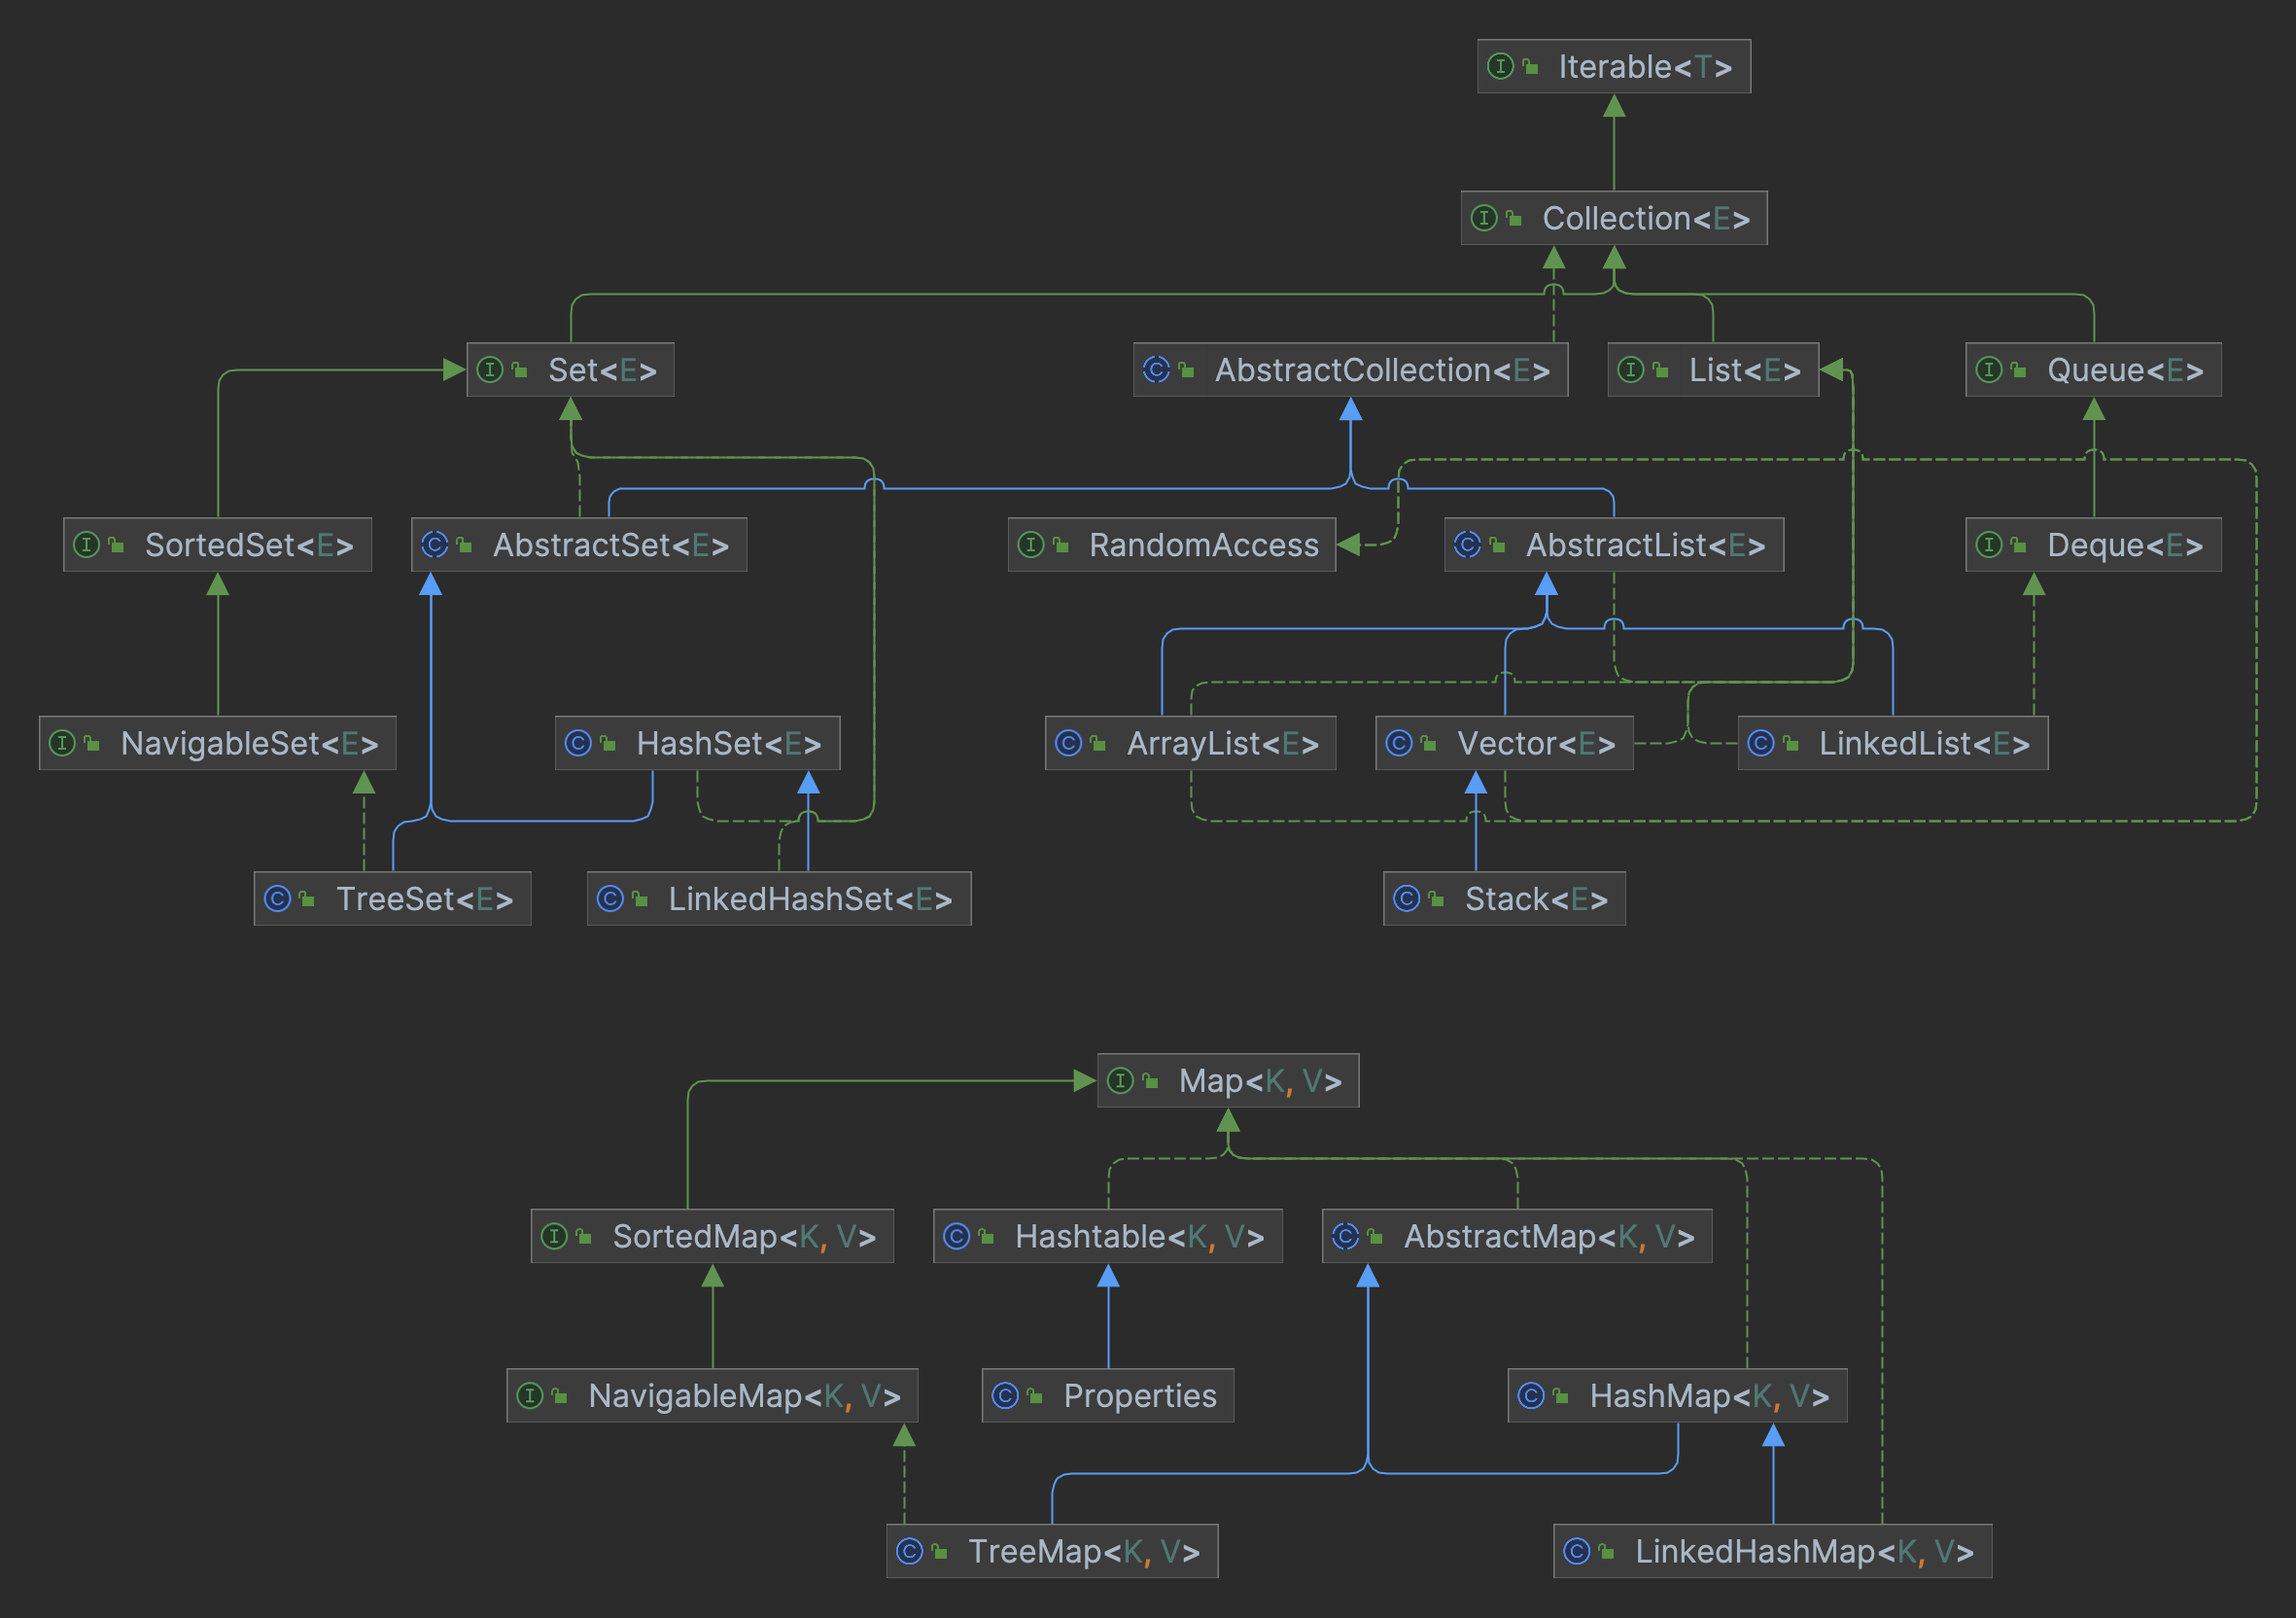 Iterable<T>
Collection<E>
Set<E>
AbstractCollection<E>
List<E>
Queue<E>
SortedSet<E>
AbstractSet<E>
RandomAccess
AbstractList<E>
Deque<E>
NavigableSet<E>
HashSet<E>
ArrayList<E>
Vector<E>
LinkedList<E>
TreeSet<E>
LinkedHashSet<E>
Stack<E>
Map<K, V>
SortedMap<K, V>
Hashtable<K, V>
AbstractMap<K, V>
NavigableMap<K, V>
Properties
HashMap<K, V>
TreeMap<K, V>
LinkedHashMap<K, V>